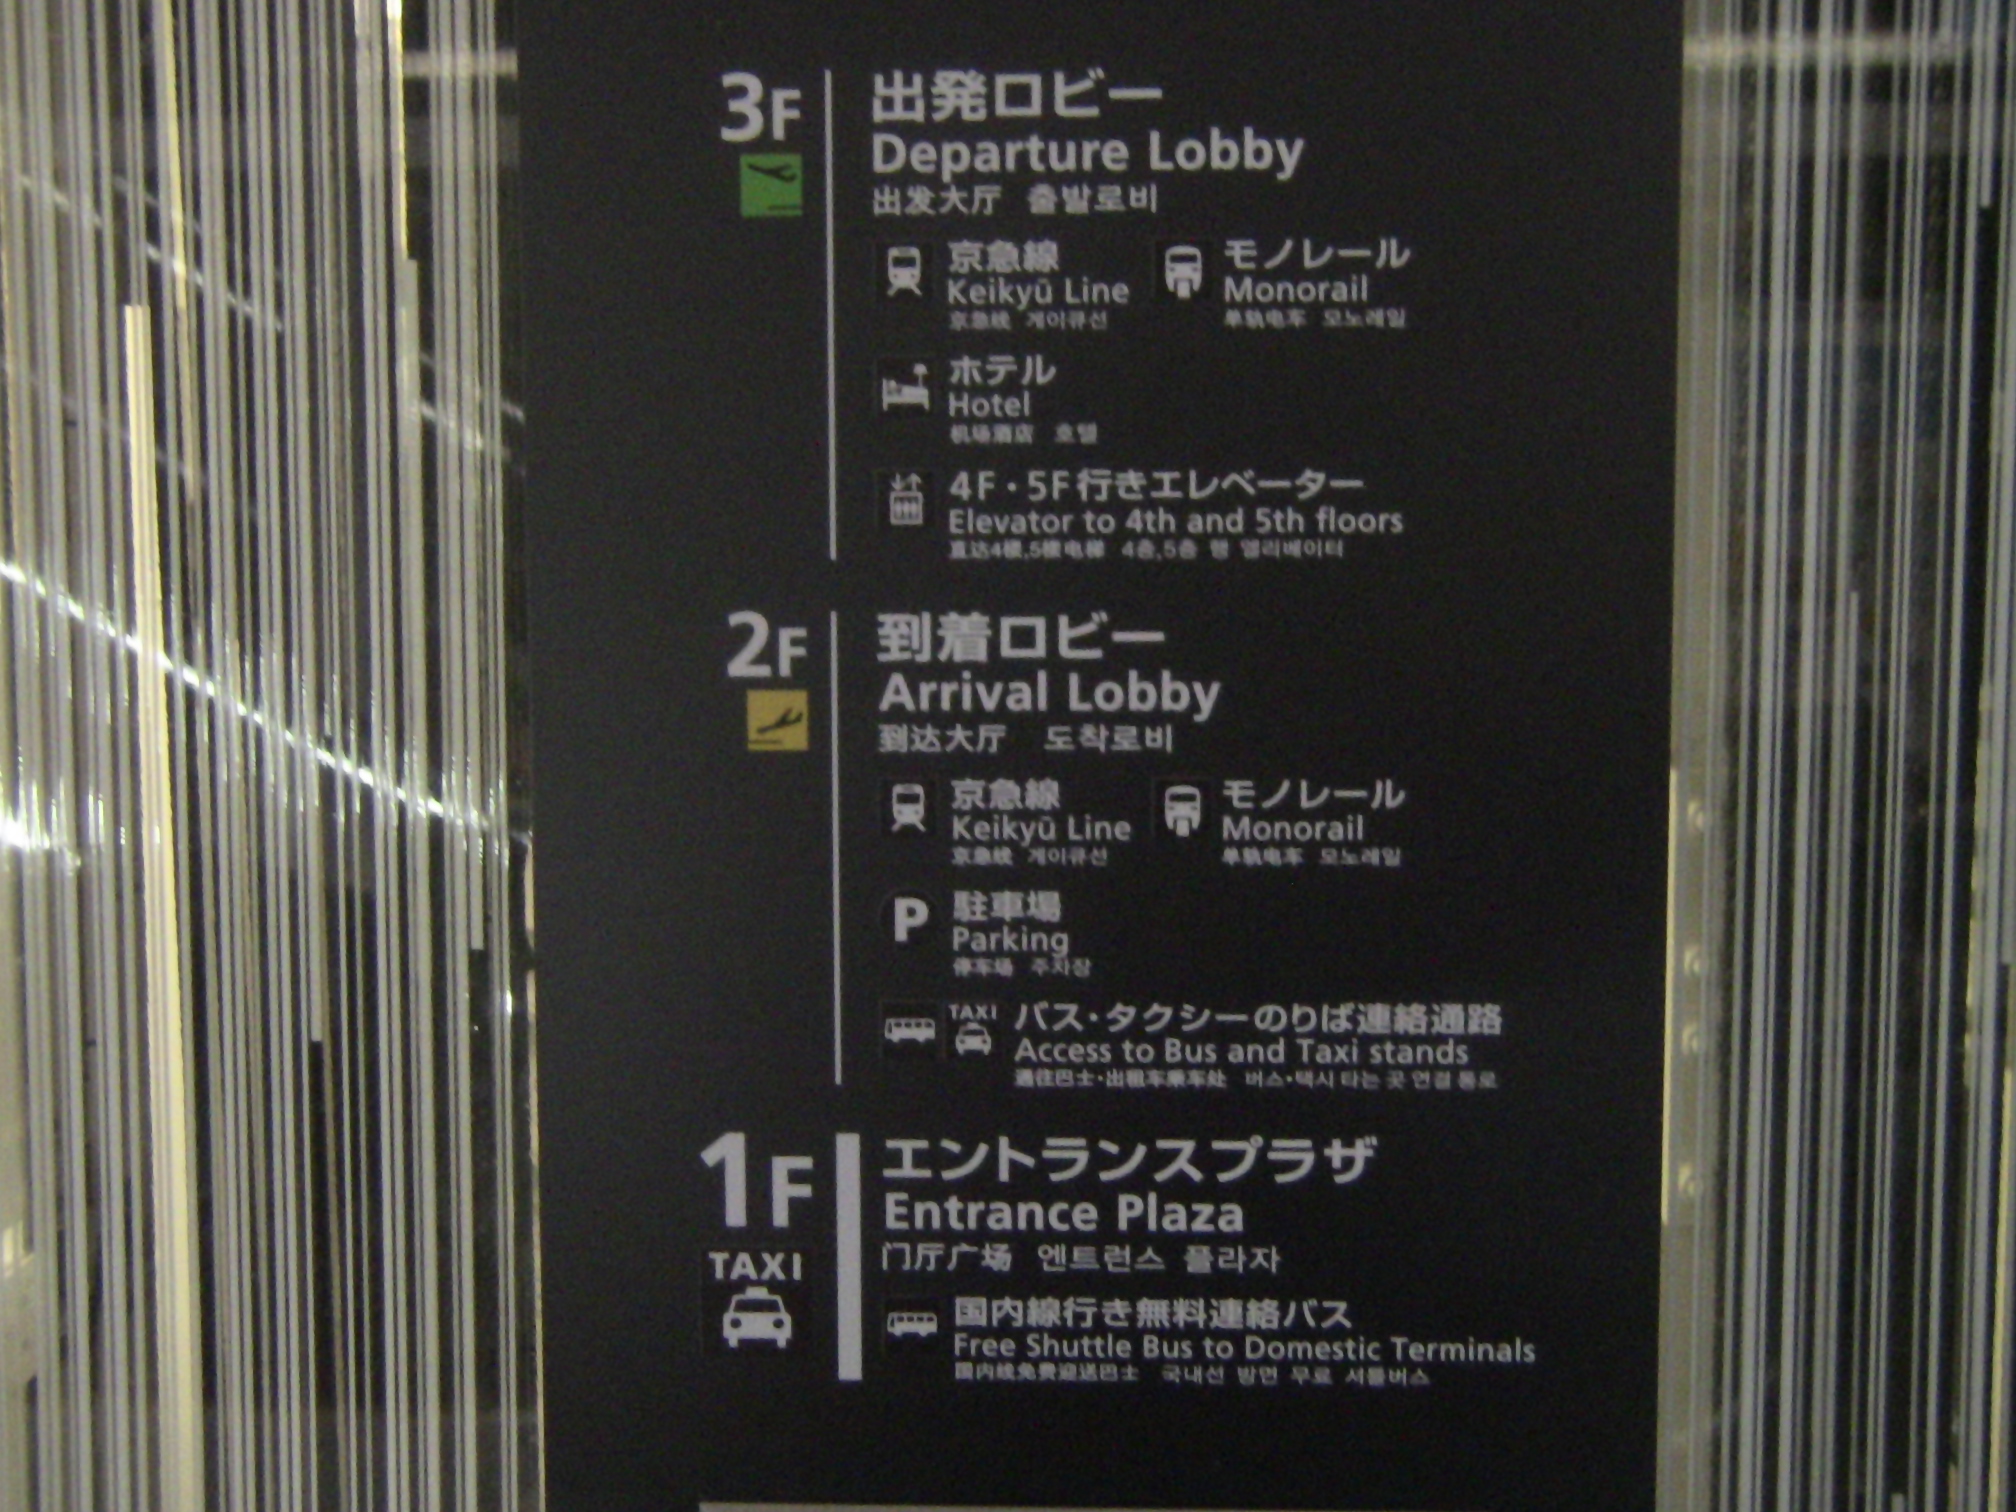 3F
出発ロビー
Departure Lobby
出发大厅 출발로비
京急線 モノレール
Keikyū Line Monorail
京急线 게이큐선 单轨电车 모노레일
ホテル
Hotel
机场酒店 호텔
4F・5F行きエレベーター
Elevator to 4th and 5th floors
直达4楼,5楼电梯 4층,5층 행 엘리베이터
2F
到着ロビー
Arrival Lobby
到达大厅 도착로비
京急線 モノレール
Keikyū Line Monorail
京急线 게이큐선 单轨电车 모노레일
P 駐車場
Parking
停车场 주차장
TAXI バス・タクシーのりば連絡通路
Access to Bus and Taxi stands
通往巴士・出租车乘车处 버스・택시 타는 곳 연결 통로
1F
エントランスプラザ
Entrance Plaza
门厅广场 엔트런스 플라자
TAXI
国内線行き無料連絡バス
Free Shuttle Bus to Domestic Terminals
国内线免费迎送巴士 국내선 방면 무료 셔틀버스